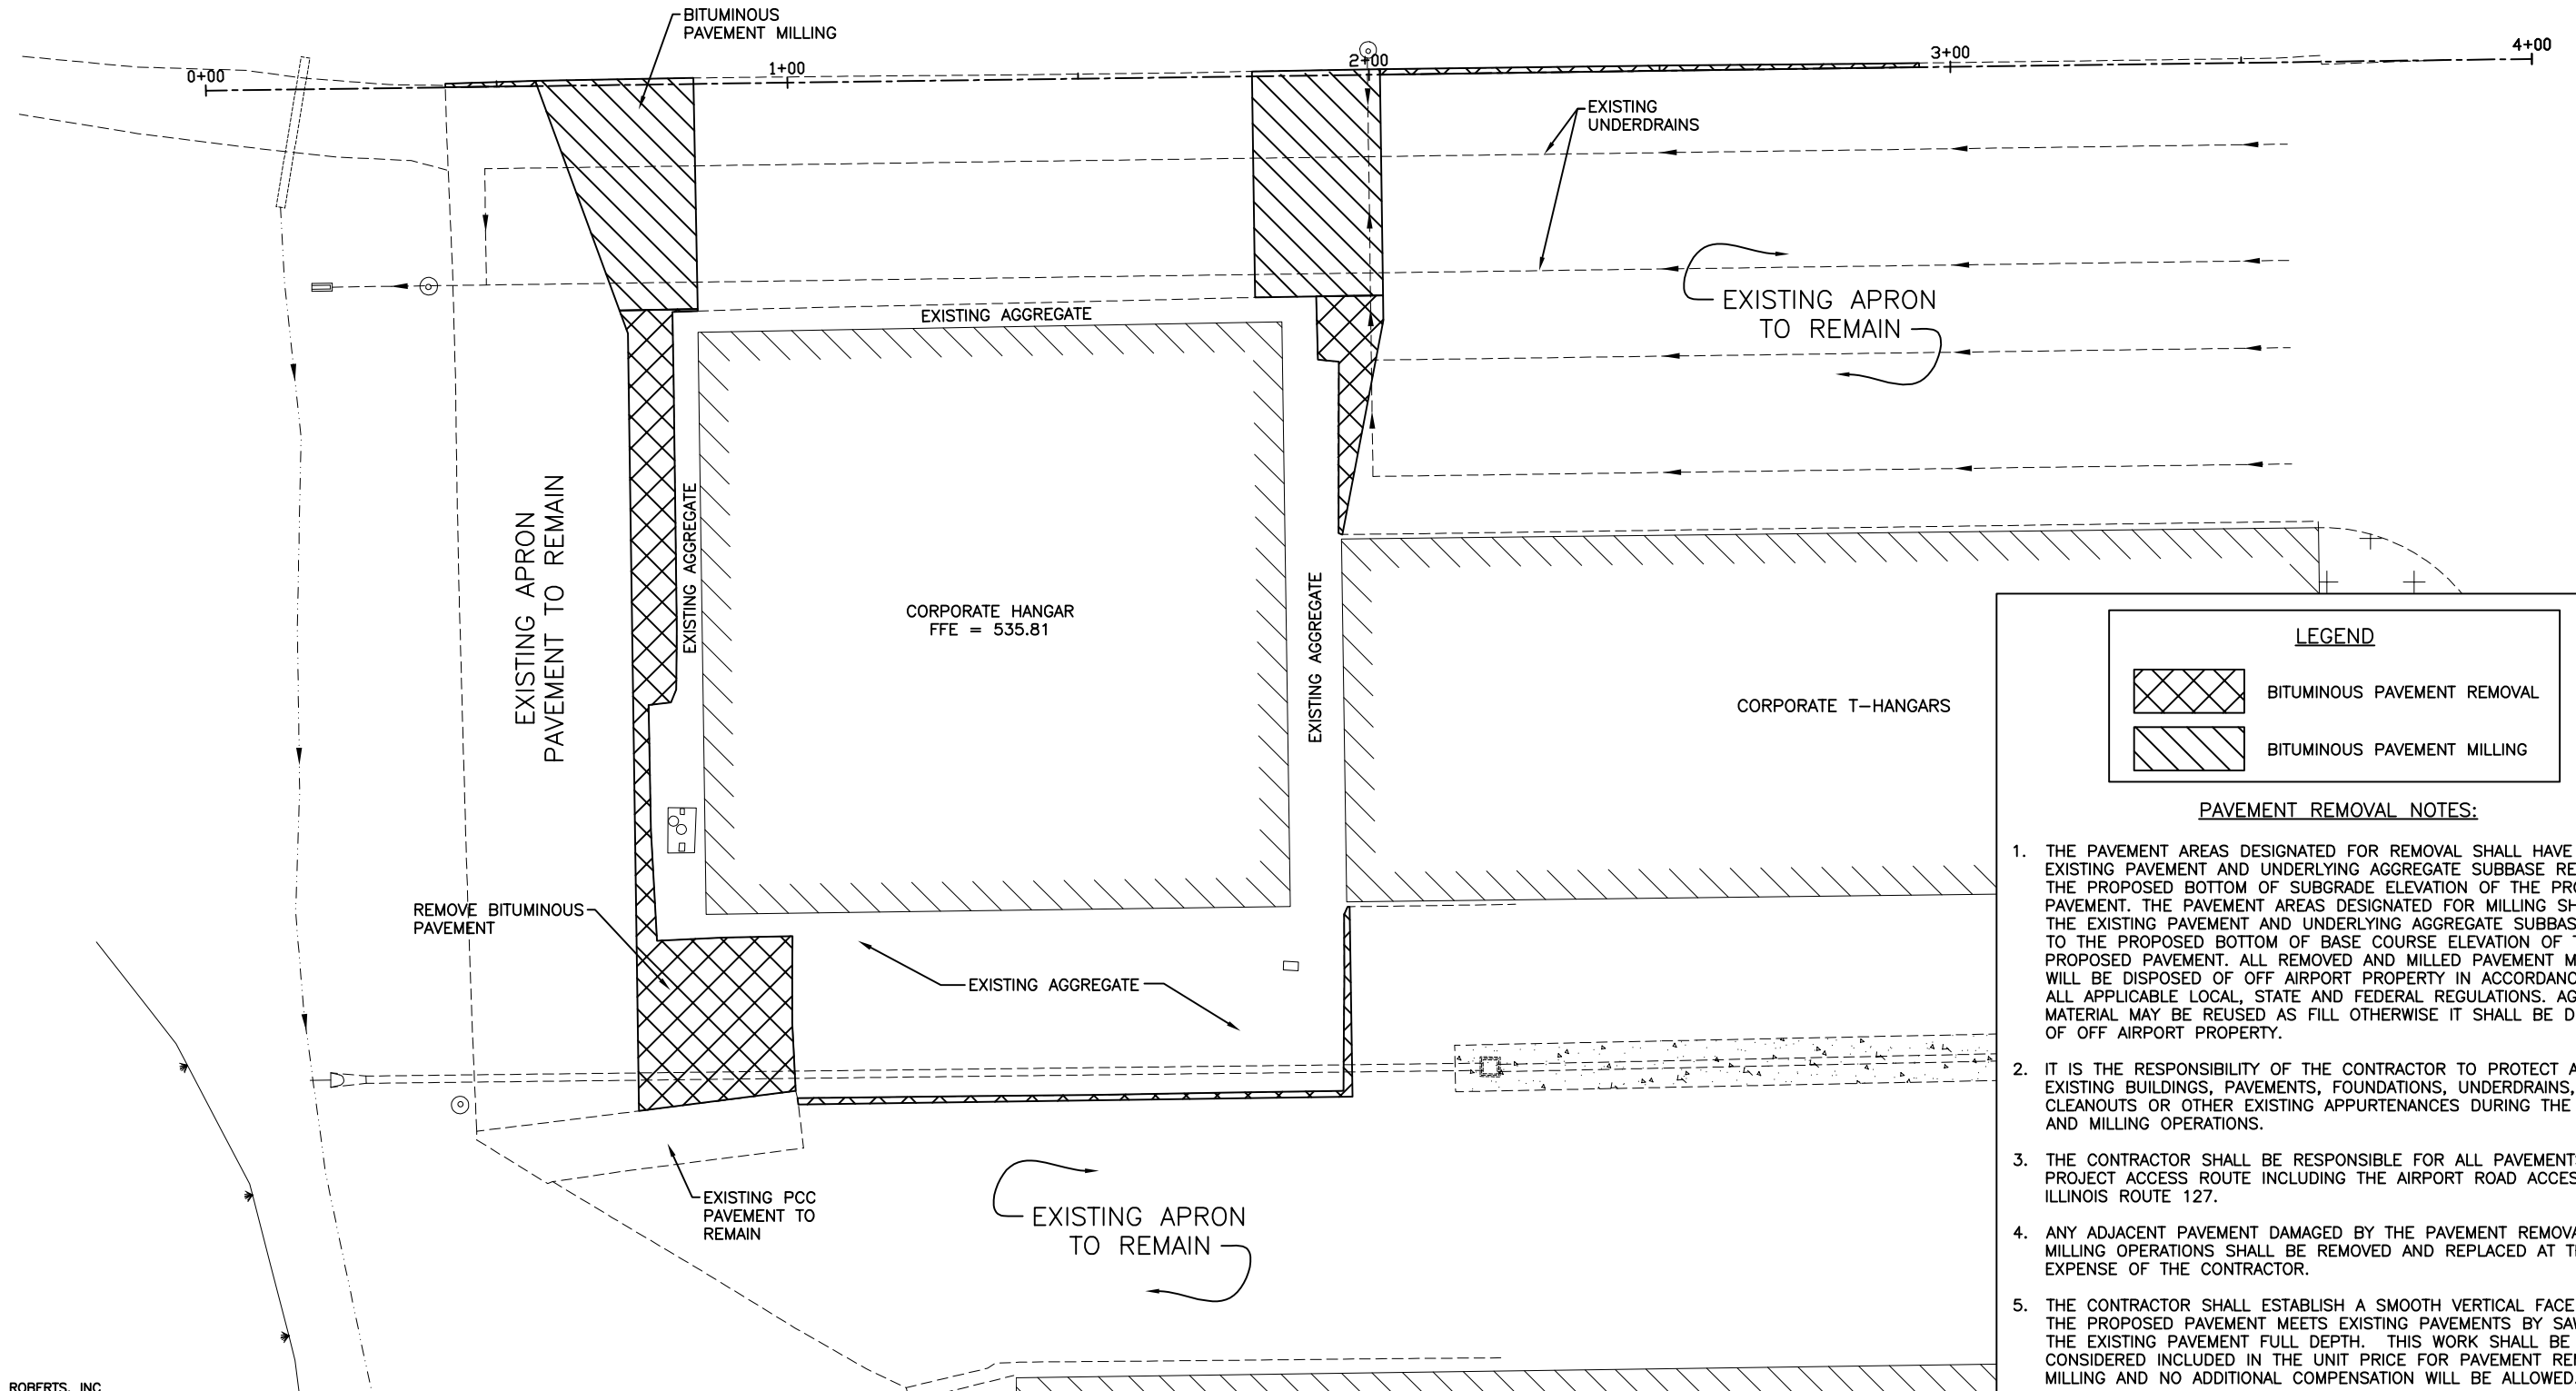 BITUMINOUS
PAVEMENT MILLING
0+00
1+00
2+00
3+00
4+00
EXISTING
UNDERDRAINS
EXISTING APRON
TO REMAIN
EXISTING AGGREGATE
EXISTING AGGREGATE
EXISTING APRON
PAVEMENT TO REMAIN
CORPORATE HANGAR
FFE = 535.81
EXISTING AGGREGATE
CORPORATE T-HANGARS
REMOVE BITUMINOUS
PAVEMENT
EXISTING AGGREGATE
EXISTING PCC
PAVEMENT TO
REMAIN
EXISTING APRON
TO REMAIN
LEGEND
BITUMINOUS PAVEMENT REMOVAL
BITUMINOUS PAVEMENT MILLING
PAVEMENT REMOVAL NOTES:
1. THE PAVEMENT AREAS DESIGNATED FOR REMOVAL SHALL HAVE
EXISTING PAVEMENT AND UNDERLYING AGGREGATE SUBBASE
THE PROPOSED BOTTOM OF SUBGRADE ELEVATION OF THE
PAVEMENT. THE PAVEMENT AREAS DESIGNATED FOR MILLING
THE EXISTING PAVEMENT AND UNDERLYING AGGREGATE
TO THE PROPOSED BOTTOM OF BASE COURSE ELEVATION OF
PROPOSED PAVEMENT. ALL REMOVED AND MILLED PAVEMENT
WILL BE DISPOSED OF OFF AIRPORT PROPERTY IN
ALL APPLICABLE LOCAL, STATE AND FEDERAL REGULATIONS.
MATERIAL MAY BE REUSED AS FILL OTHERWISE IT SHALL BE
OF OFF AIRPORT PROPERTY.
2. IT IS THE RESPONSIBILITY OF THE CONTRACTOR TO PROTECT
EXISTING BUILDINGS, PAVEMENTS, FOUNDATIONS, UNDERDRAINS,
CLEANOUTS OR OTHER EXISTING APPURTENANCES DURING THE
AND MILLING OPERATIONS.
3. THE CONTRACTOR SHALL BE RESPONSIBLE FOR ALL
PROJECT ACCESS ROUTE INCLUDING THE AIRPORT ROAD
ILLINOIS ROUTE 127.
4. ANY ADJACENT PAVEMENT DAMAGED BY THE PAVEMENT
MILLING OPERATIONS SHALL BE REMOVED AND REPLACED AT
EXPENSE OF THE CONTRACTOR.
5. THE CONTRACTOR SHALL ESTABLISH A SMOOTH VERTICAL FACE
THE PROPOSED PAVEMENT MEETS EXISTING PAVEMENTS BY
THE EXISTING PAVEMENT FULL DEPTH. THIS WORK SHALL BE
CONSIDERED INCLUDED IN THE UNIT PRICE FOR PAVEMENT
MILLING AND NO ADDITIONAL COMPENSATION WILL BE ALLOWED.
ROBERTS, INC